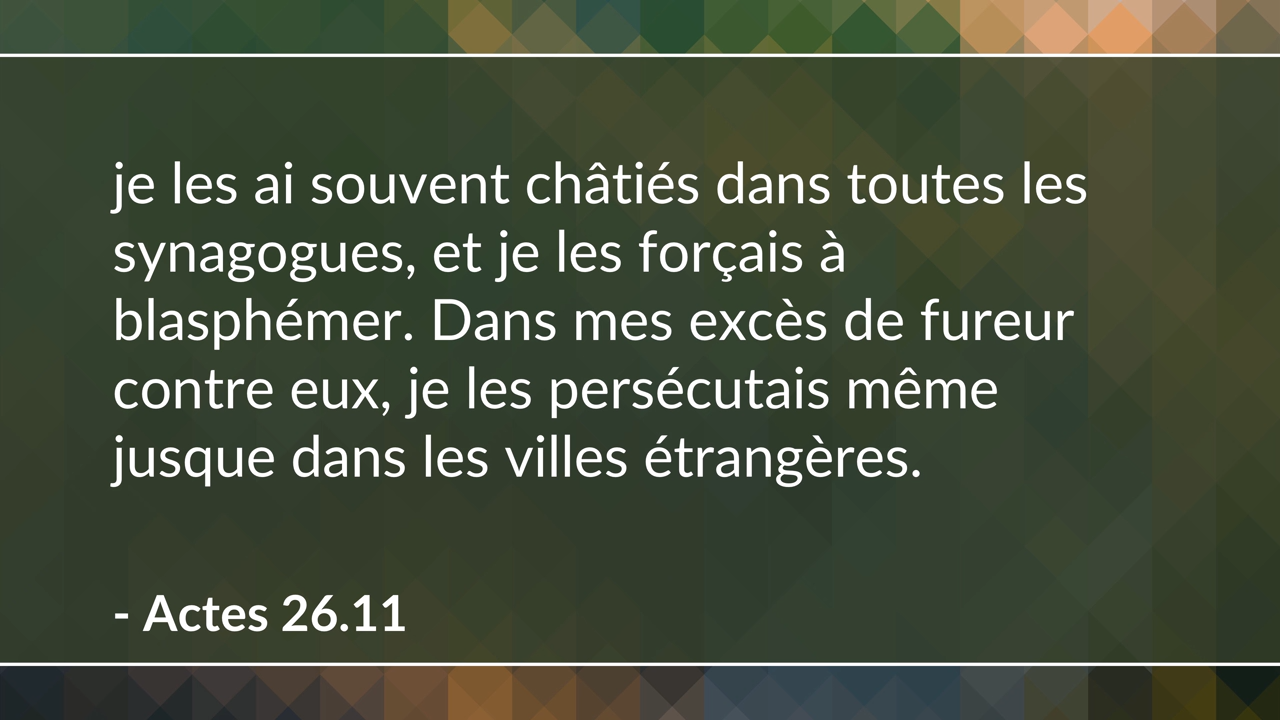 je les ai souvent châtiés dans toutes les
synagogues, et je les forçais à
blasphémer. Dans mes excès de fureur
contre eux, je les persécutais même
jusque dans les villes étrangères.
- Actes 26.11